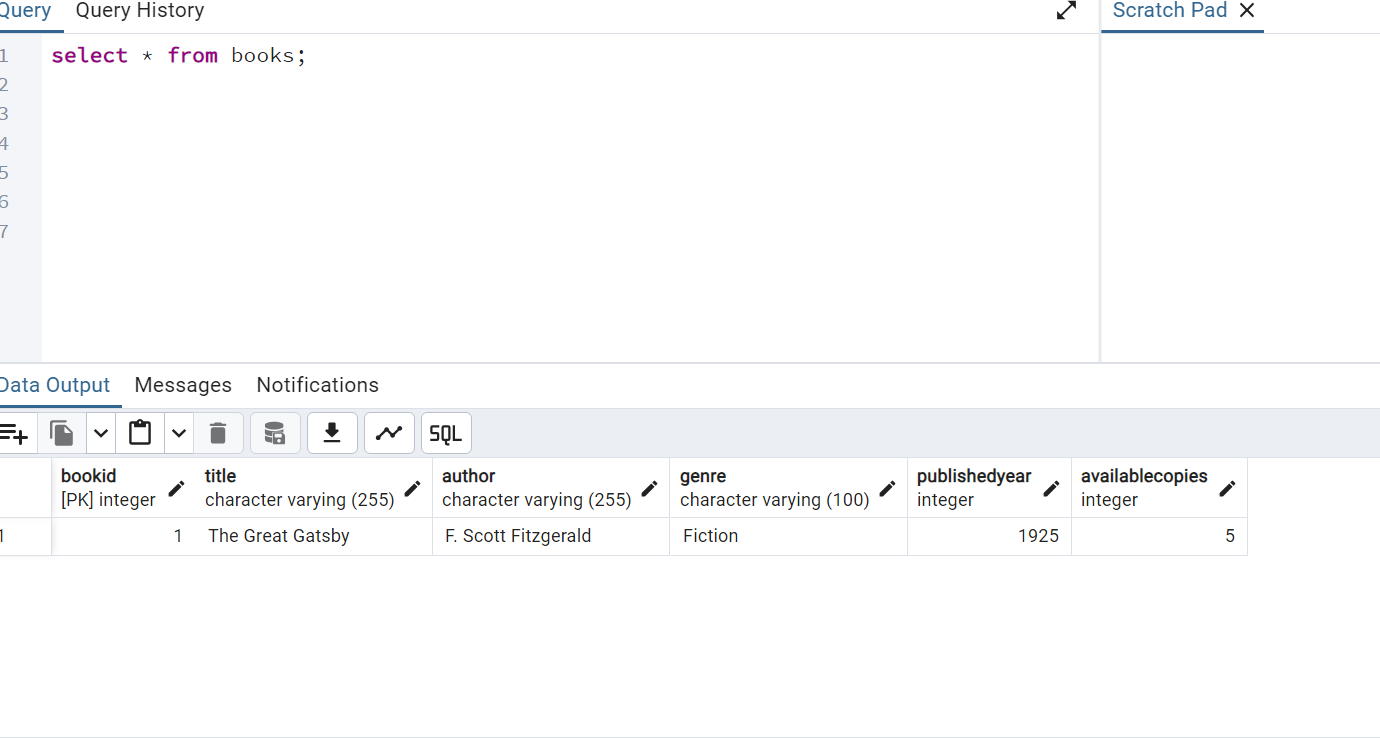 Query Query History Scratch Pad
1 select * from books;
2
3
4
5
6
7
Data Output Messages Notifications
SQL
bookid title author genre publishedyear availablecopies
[PK] integer character varying (255) character varying (255) character varying (100) integer integer
1 1 The Great Gatsby F. Scott Fitzgerald Fiction 1925 5